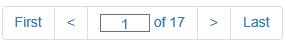 First < 1 of 17 > Last